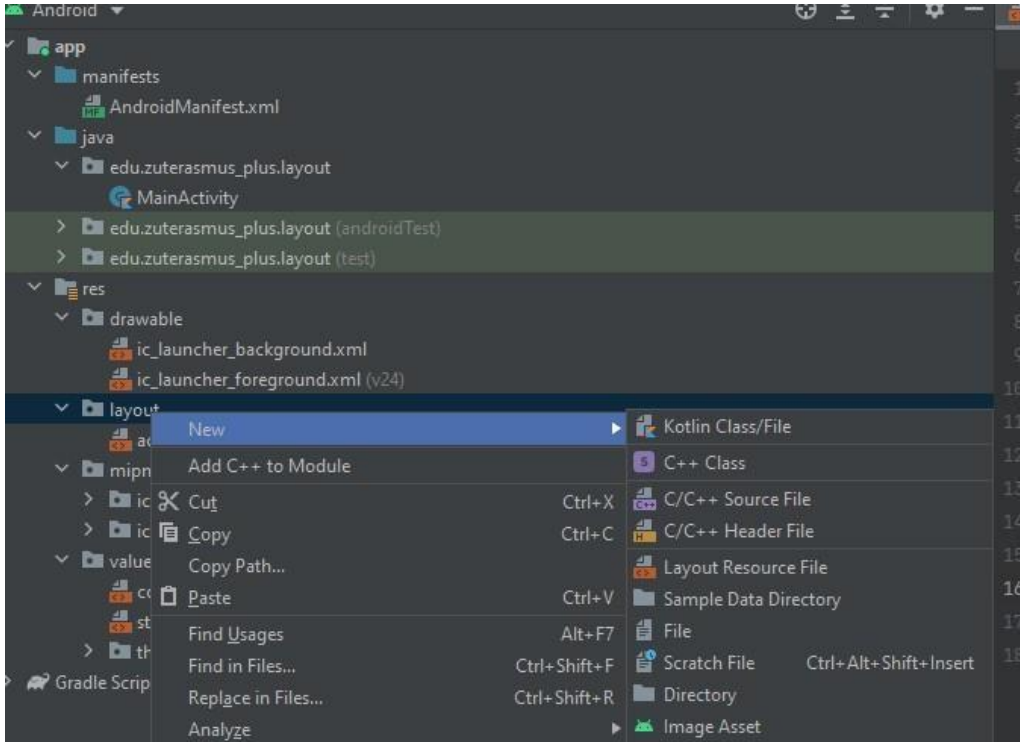 Android
app
manifests
AndroidManifest.xml
java
edu.zuterasmus_plus.layout
MainActivity
edu.zuterasmus_plus.layout (androidTest)
edu.zuterasmus_plus.layout (test)
res
drawable
ic_launcher_background.xml
ic_launcher_foreground.xml (v24)
layout
New
Kotlin Class/File
Add C++ to Module
C++ Class
Cut Ctrl+X
C/C++ Source File
Copy Ctrl+C
C/C++ Header File
Copy Path...
Layout Resource File
Paste Ctrl+V
Sample Data Directory
Find Usages Alt+F7
File
Find in Files... Ctrl+Shift+F
Scratch File Ctrl+Alt+Shift+Insert
Gradle Scrip
Replace in Files... Ctrl+Shift+R
Directory
Analyze
Image Asset